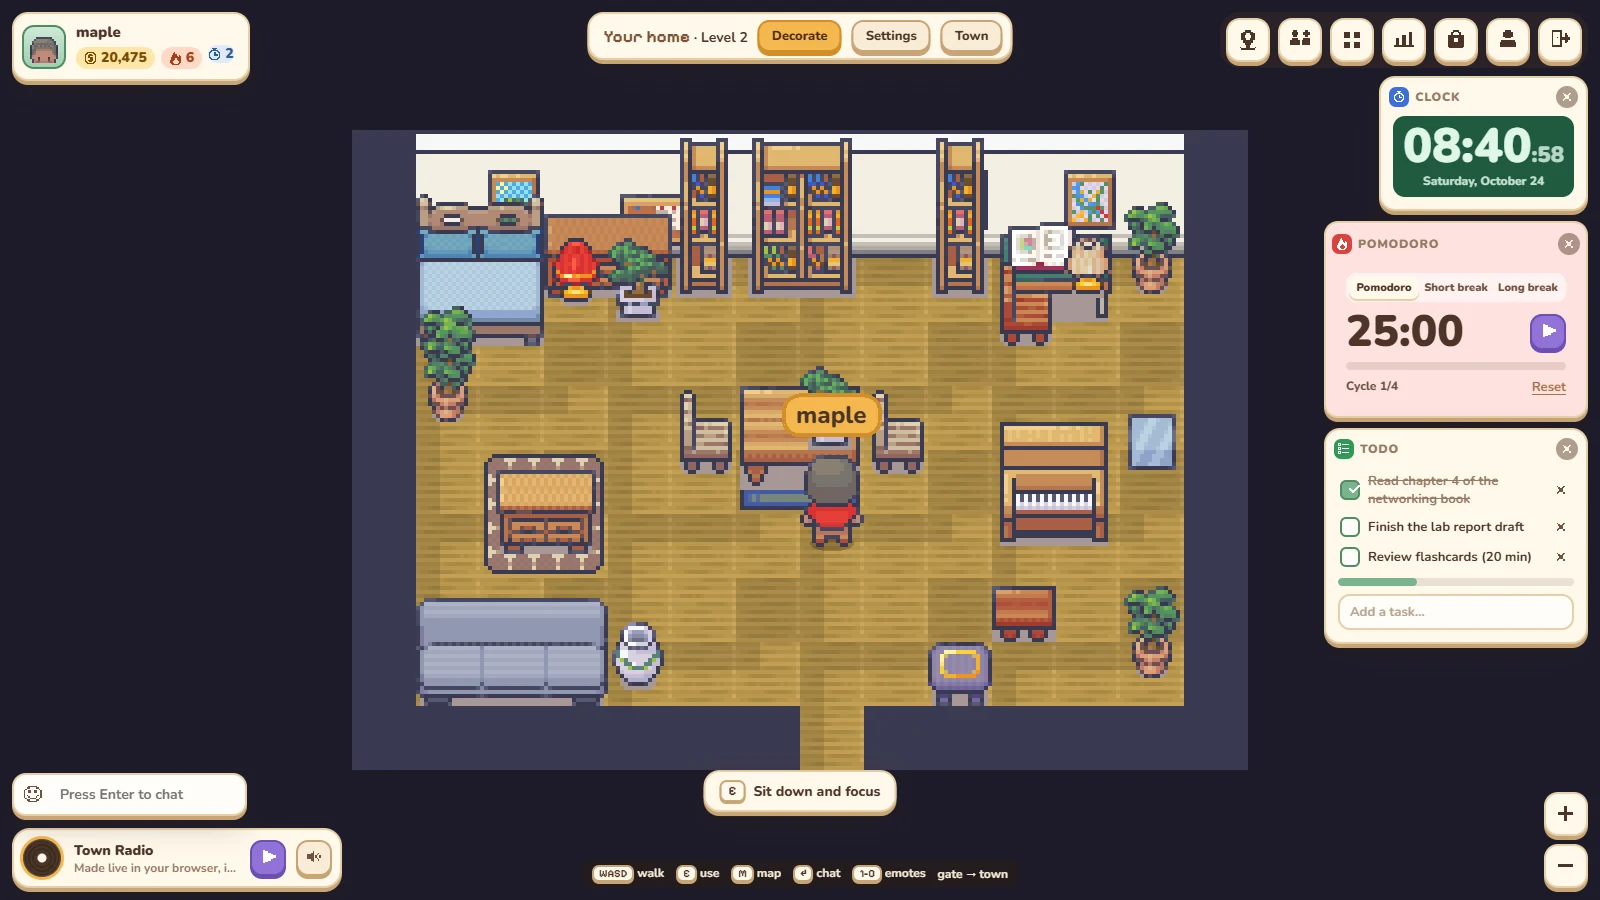 maple
20,475
6
2
Your home · Level 2
Decorate
Settings
Town
CLOCK
08:40:58
Saturday, October 24
POMODORO
Pomodoro
Short break
Long break
25:00
Cycle 1/4
Reset
TODO
Read chapter 4 of the
networking book
Finish the lab report draft
Review flashcards (20 min)
Add a task...
maple
E Sit down and focus
Press Enter to chat
Town Radio
Made live in your browser, i...
WASD walk E use M map ↲ chat 1-0 emotes gate → town